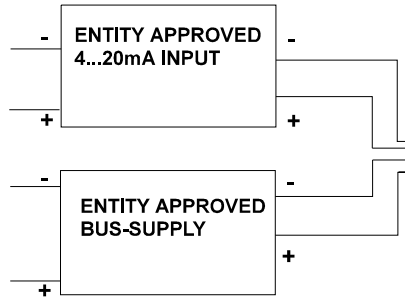 - ENTITY APPROVED -
4...20mA INPUT
+ +
- ENTITY APPROVED -
BUS-SUPPLY
+ +